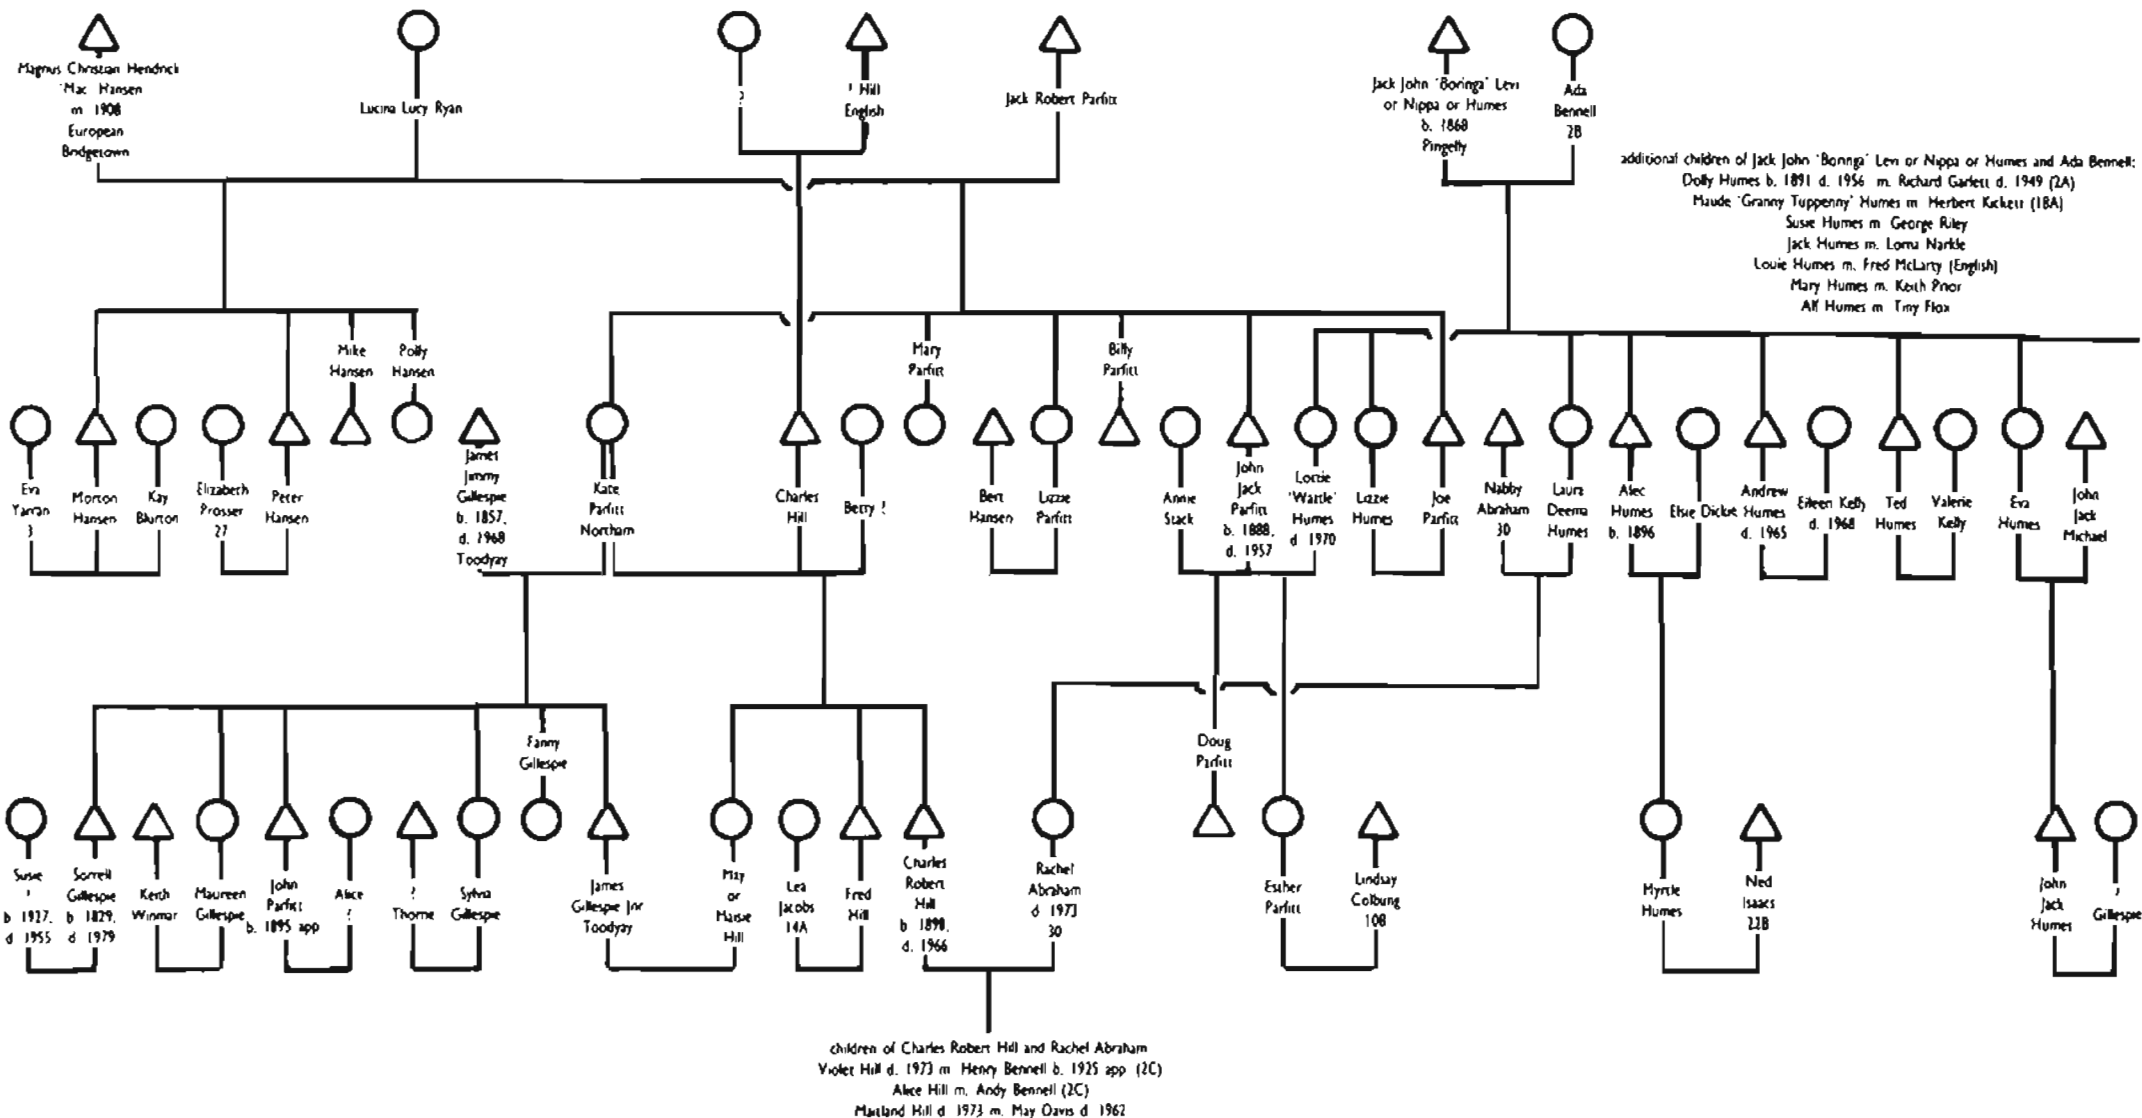 Magnus Christian Hendrick
'Mac' Hansen
m 1908
European
Bridgetown
Lucina Lucy Ryan
?
? Hill
English
Jack Robert Parfitt
Jack John 'Boringa' Levi
or Nippa or Humes
b. 1868
Pingelly
Ada
Bennell
2B
additional children of Jack John 'Boringa' Levi or Nippa or Humes and Ada Bennell:
Dolly Humes b. 1891 d. 1956 m. Richard Garlett d. 1949 (2A)
Maude 'Granny Tuppenny' Humes m Herbert Kickett (18A)
Susie Humes m George Riley
Jack Humes m. Lorna Narkle
Louie Humes m. Fred McLarty (English)
Mary Humes m. Keith Prior
Alf Humes m Tiny Flox
Mike
Hansen
Polly
Hansen
Mary
Parfitt
Billy
Parfitt
Eva
Yarran
3
Morton
Hansen
Kay
Blurton
Elizabeth
Prosser
27
Peter
Hansen
James
Jimmy
Gillespie
b. 1857,
d. 1968
Toodyay
Kate
Parfitt
Northam
Charles
Hill
Betty ?
Bert
Hansen
Lizzie
Parfitt
Annie
Stack
John
Jack
Parfitt
b. 1888,
d. 1957
Lottie
'Wattle'
Humes
d 1970
Lizzie
Humes
Joe
Parfitt
Nabby
Abraham
30
Laura
Deema
Humes
Alec
Humes
b. 1896
Elsie Dickie
Andrew
Humes
d. 1965
Eileen Kelly
d. 1968
Ted
Humes
Valerie
Kelly
Eva
Humes
John
Jack
Michael
Fanny
Gillespie
Doug
Parfitt
Susie
?
b 1927,
d 1955
Sorrell
Gillespie
b 1829,
d 1979
Keith
Winmar
Maureen
Gillespie
John
Parfitt
b. 1895 app
Alice
?
?
Thorne
Sylvia
Gillespie
James
Gillespie Jnr
Toodyay
May
or
Maisie
Hill
Lea
Jacobs
14A
Fred
Hill
Charles
Robert
Hill
b 1898,
d. 1966
Rachel
Abraham
d 1973
30
Esther
Parfitt
Lindsay
Colbung
10B
Myrtle
Humes
Ned
Isaacs
22B
John
Jack
Humes
?
Gillespie
children of Charles Robert Hill and Rachel Abraham
Violet Hill d. 1973 m Henry Bennell b. 1925 app (2C)
Alice Hill m. Andy Bennell (2C)
Maitland Hill d 1973 m. May Davis d 1962